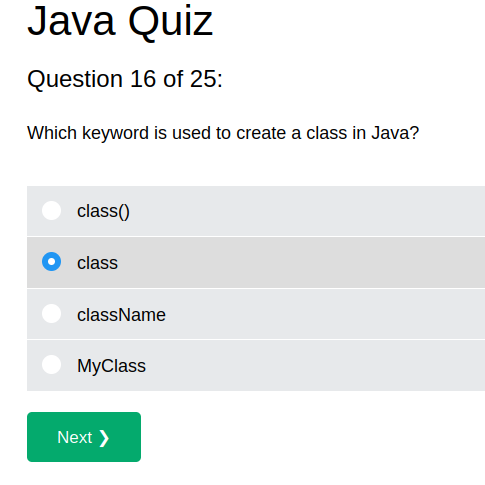 Java Quiz
Question 16 of 25:
Which keyword is used to create a class in Java?
class()
class
className
MyClass
Next ❯